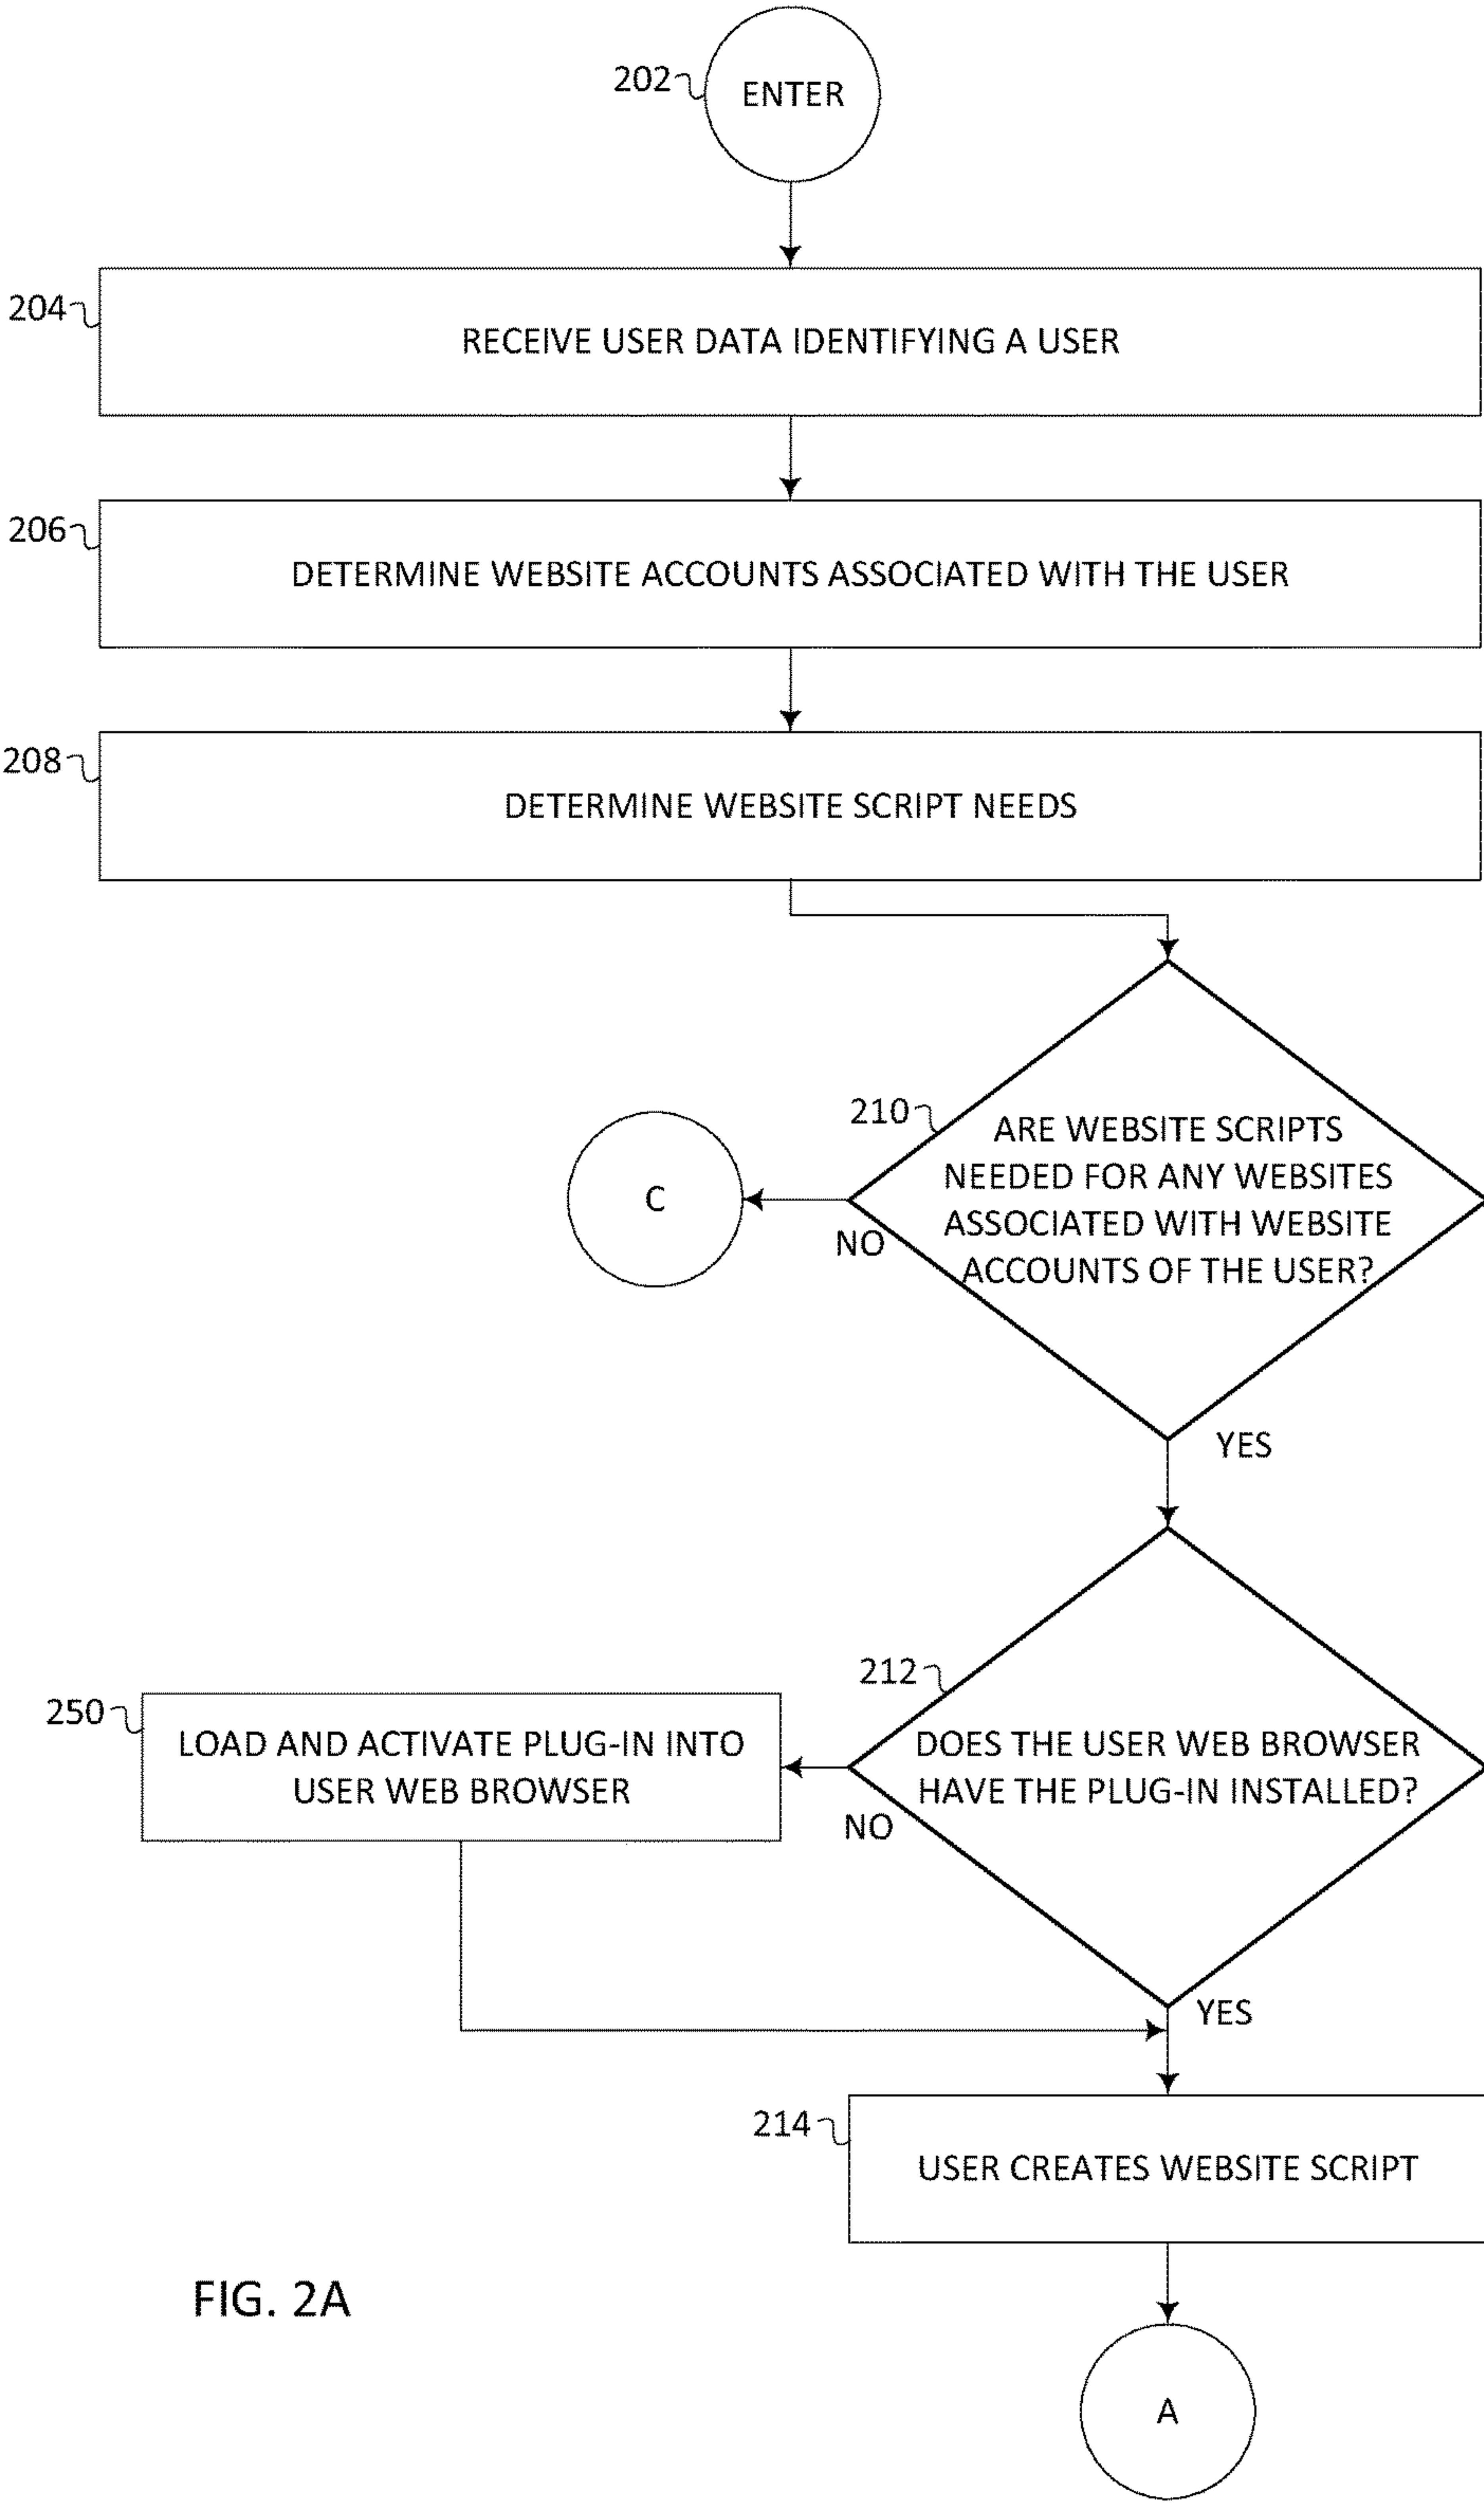 202
ENTER
204
RECEIVE USER DATA IDENTIFYING A USER
206
DETERMINE WEBSITE ACCOUNTS ASSOCIATED WITH THE USER
208
DETERMINE WEBSITE SCRIPT NEEDS
210
ARE WEBSITE SCRIPTS
NEEDED FOR ANY WEBSITES
ASSOCIATED WITH WEBSITE
ACCOUNTS OF THE USER?
C
NO
YES
212
DOES THE USER WEB BROWSER
HAVE THE PLUG-IN INSTALLED?
NO
250
LOAD AND ACTIVATE PLUG-IN INTO
USER WEB BROWSER
YES
214
USER CREATES WEBSITE SCRIPT
FIG. 2A
A